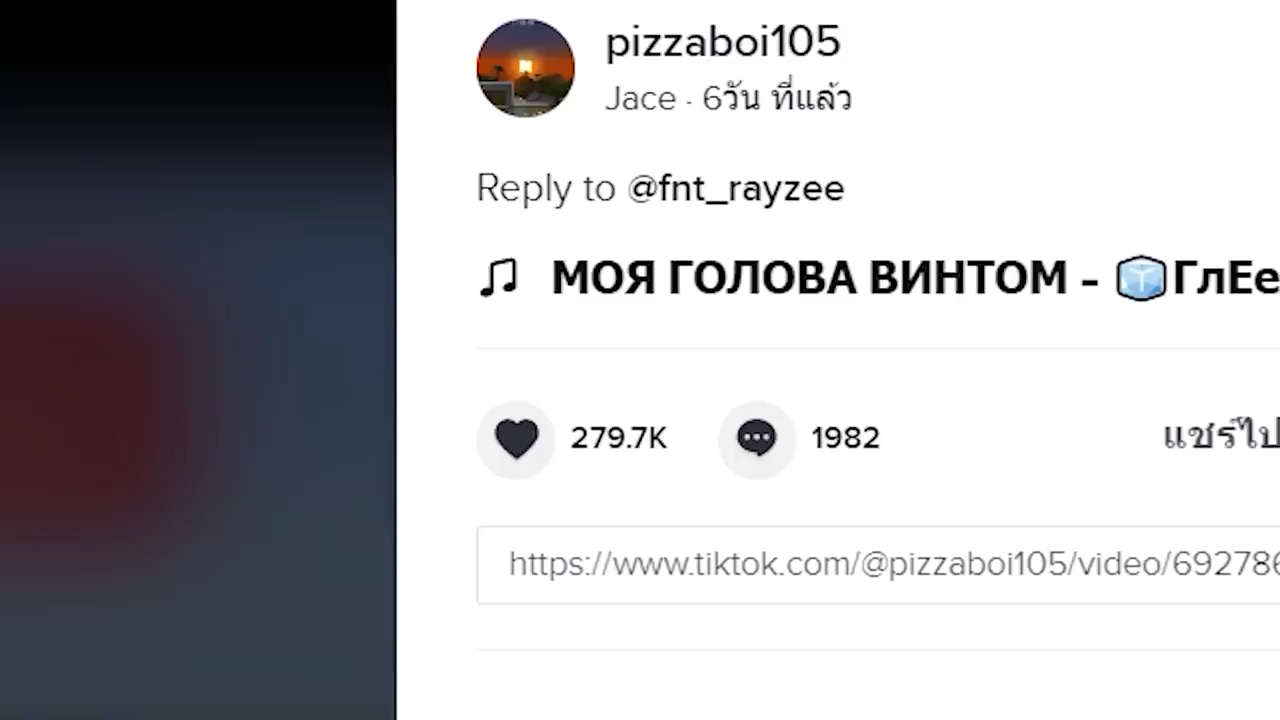 pizzaboi105
Jace · 6วัน ที่แล้ว
Reply to @fnt_rayzee
МОЯ ГОЛОВА ВИНТОМ - 🧊ГлЕе
279.7K 1982 แชร์ไป
https://www.tiktok.com/@pizzaboi105/video/692786